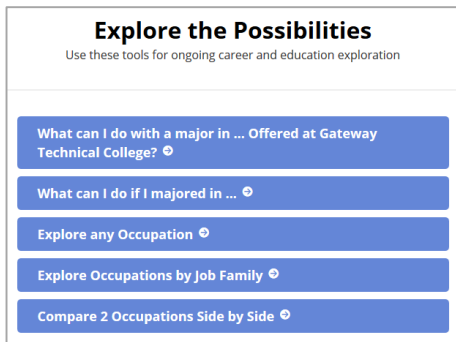 Explore the Possibilities
Use these tools for ongoing career and education exploration
What can I do with a major in ... Offered at Gateway
Technical College?
What can I do if I majored in ...
Explore any Occupation
Explore Occupations by Job Family
Compare 2 Occupations Side by Side